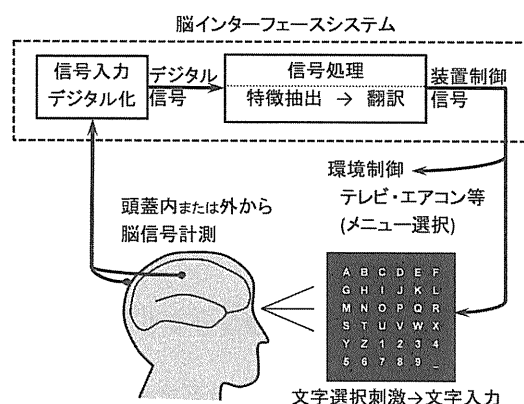 脳インターフェースシステム
信号入力
デジタル化
デジタル
信号
信号処理
特徴抽出 → 翻訳
装置制御
信号
環境制御
テレビ・エアコン等
(メニュー選択)
頭蓋内または外から
脳信号計測
A B C D E F
G H I J K L
M N O P Q R
S T U V W X
Y Z 1 2 3 4
5 6 7 8 9 _
文字選択刺激→文字入力